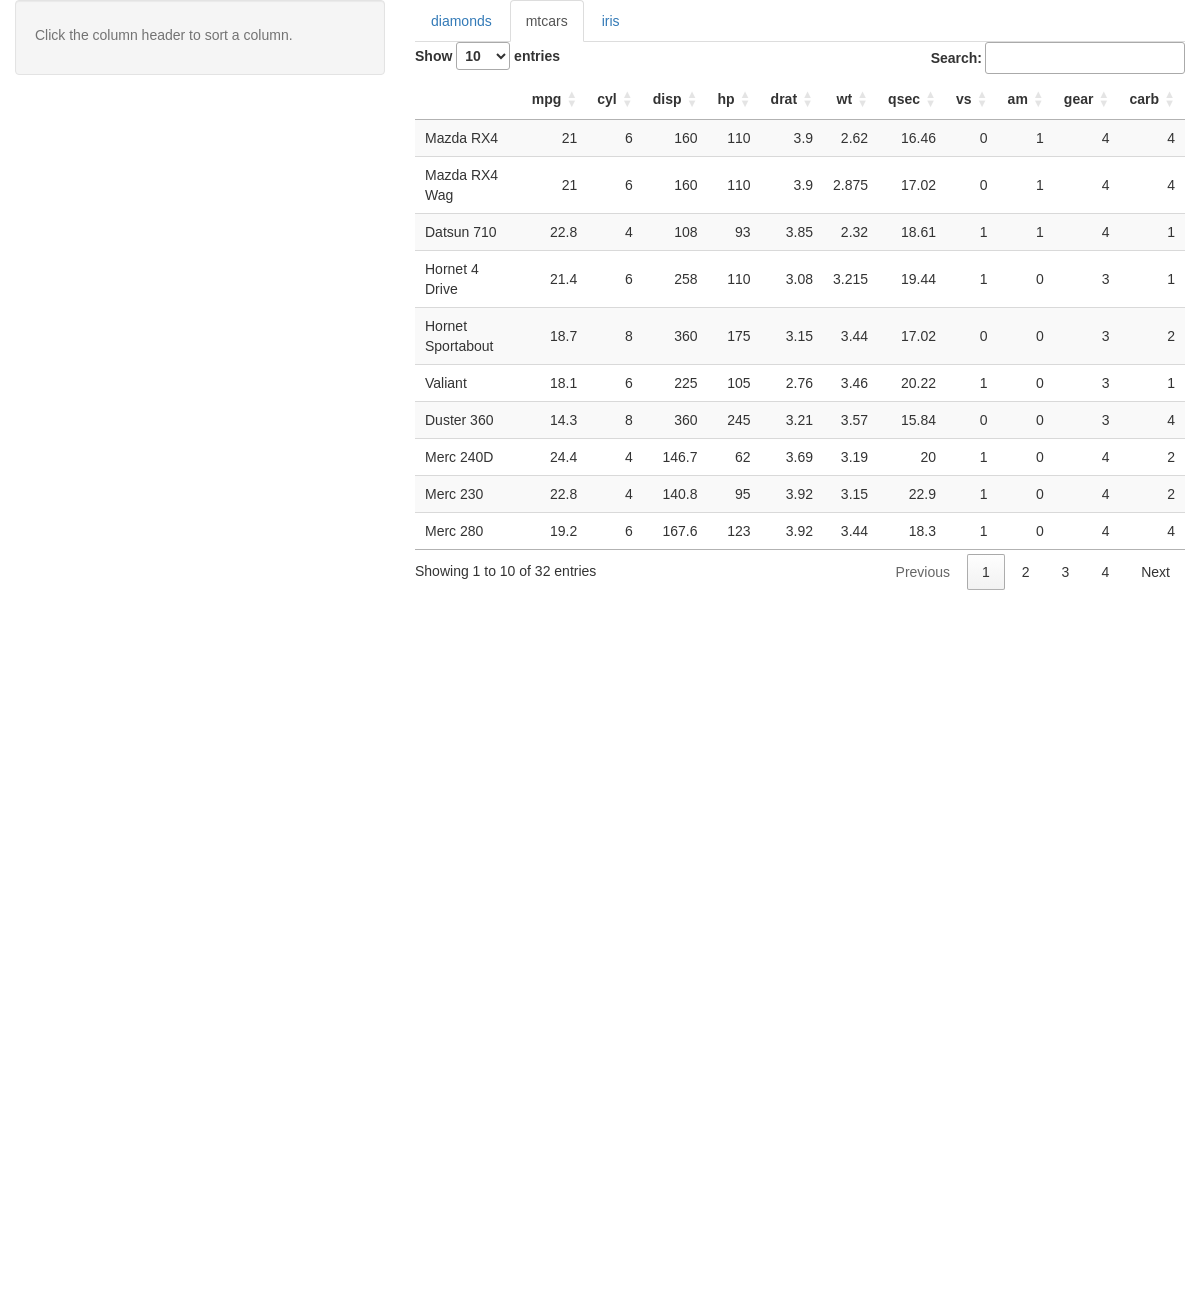 Click the column header to sort a column.
diamonds mtcars iris
Show 10 entries Search:
mpg cyl disp hp drat wt qsec vs am gear carb
Mazda RX4 21 6 160 110 3.9 2.62 16.46 0 1 4 4
Mazda RX4
Wag 21 6 160 110 3.9 2.875 17.02 0 1 4 4
Datsun 710 22.8 4 108 93 3.85 2.32 18.61 1 1 4 1
Hornet 4
Drive 21.4 6 258 110 3.08 3.215 19.44 1 0 3 1
Hornet
Sportabout 18.7 8 360 175 3.15 3.44 17.02 0 0 3 2
Valiant 18.1 6 225 105 2.76 3.46 20.22 1 0 3 1
Duster 360 14.3 8 360 245 3.21 3.57 15.84 0 0 3 4
Merc 240D 24.4 4 146.7 62 3.69 3.19 20 1 0 4 2
Merc 230 22.8 4 140.8 95 3.92 3.15 22.9 1 0 4 2
Merc 280 19.2 6 167.6 123 3.92 3.44 18.3 1 0 4 4
Showing 1 to 10 of 32 entries Previous 1 2 3 4 Next